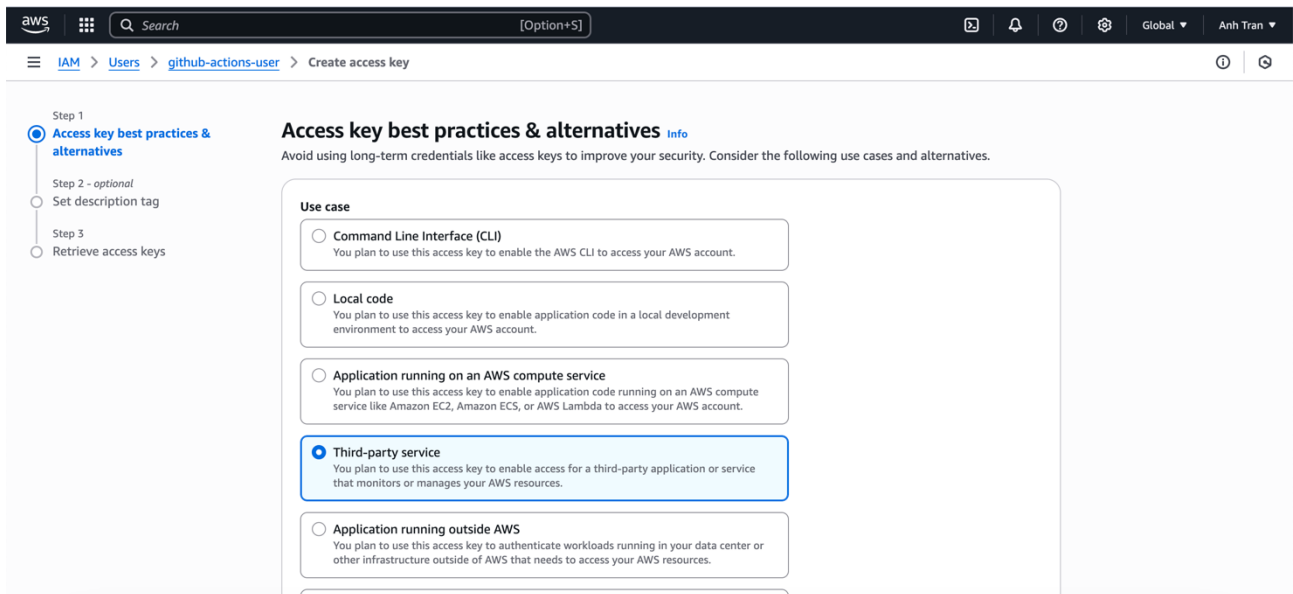 aws
Search [Option+S] Global ▼ Anh Tran ▼
IAM > Users > github-actions-user > Create access key
Step 1
Access key best practices &
alternatives
Step 2 - optional
Set description tag
Step 3
Retrieve access keys
Access key best practices & alternatives Info
Avoid using long-term credentials like access keys to improve your security. Consider the following use cases and alternatives.
Use case
Command Line Interface (CLI)
You plan to use this access key to enable the AWS CLI to access your AWS account.
Local code
You plan to use this access key to enable application code in a local development
environment to access your AWS account.
Application running on an AWS compute service
You plan to use this access key to enable application code running on an AWS compute
service like Amazon EC2, Amazon ECS, or AWS Lambda to access your AWS account.
Third-party service
You plan to use this access key to enable access for a third-party application or service
that monitors or manages your AWS resources.
Application running outside AWS
You plan to use this access key to authenticate workloads running in your data center or
other infrastructure outside of AWS that needs to access your AWS resources.